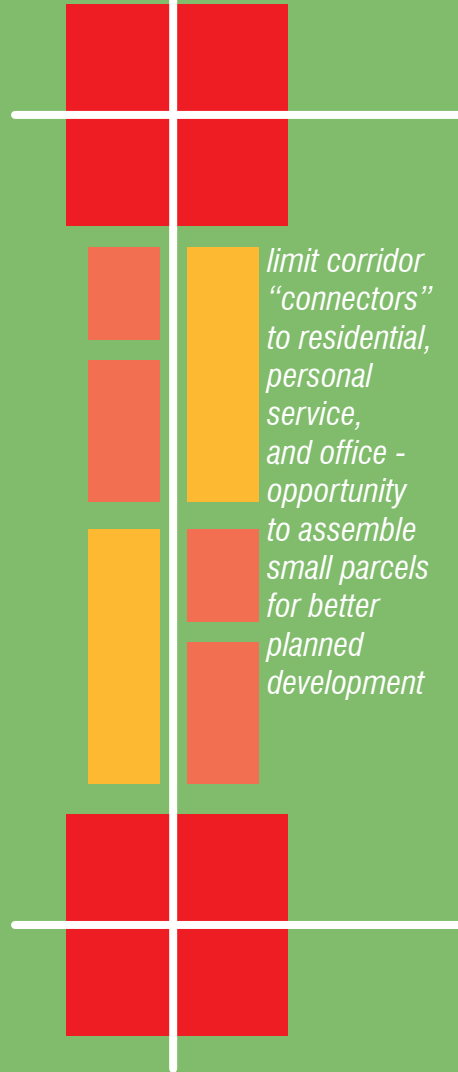 limit corridor
“connectors”
to residential,
personal
service,
and office -
opportunity
to assemble
small parcels
for better
planned
development